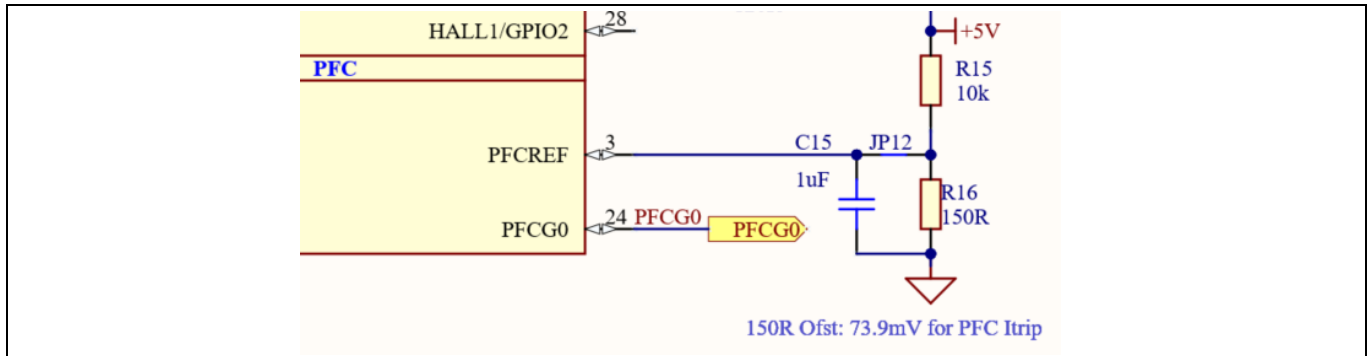 HALL1/GPIO2
28
+5V
PFC
R15
10k
PFCREF
3
C15
JP12
1uF
R16
150R
PFCG0
24
PFCG0
PFCG0
150R Ofst: 73.9mV for PFC Itrip